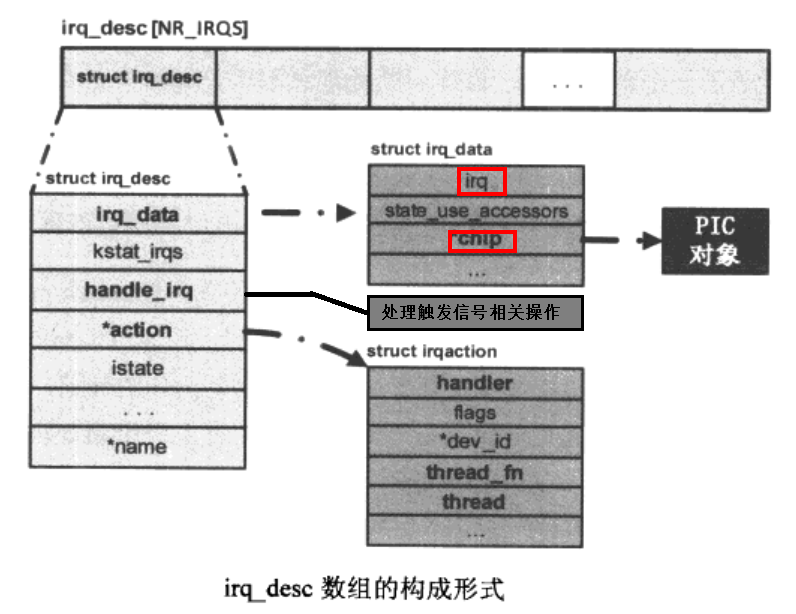 irq_desc [NR_IRQS]
struct irq_desc
...
struct irq_desc
irq_data
kstat_irqs
handle_irq
*action
istate
...
*name
struct irq_data
irq
state_use_accessors
*chip
...
PIC
对象
处理触发信号相关操作
struct irqaction
handler
flags
*dev_id
thread_fn
thread
...
irq_desc 数组的构成形式